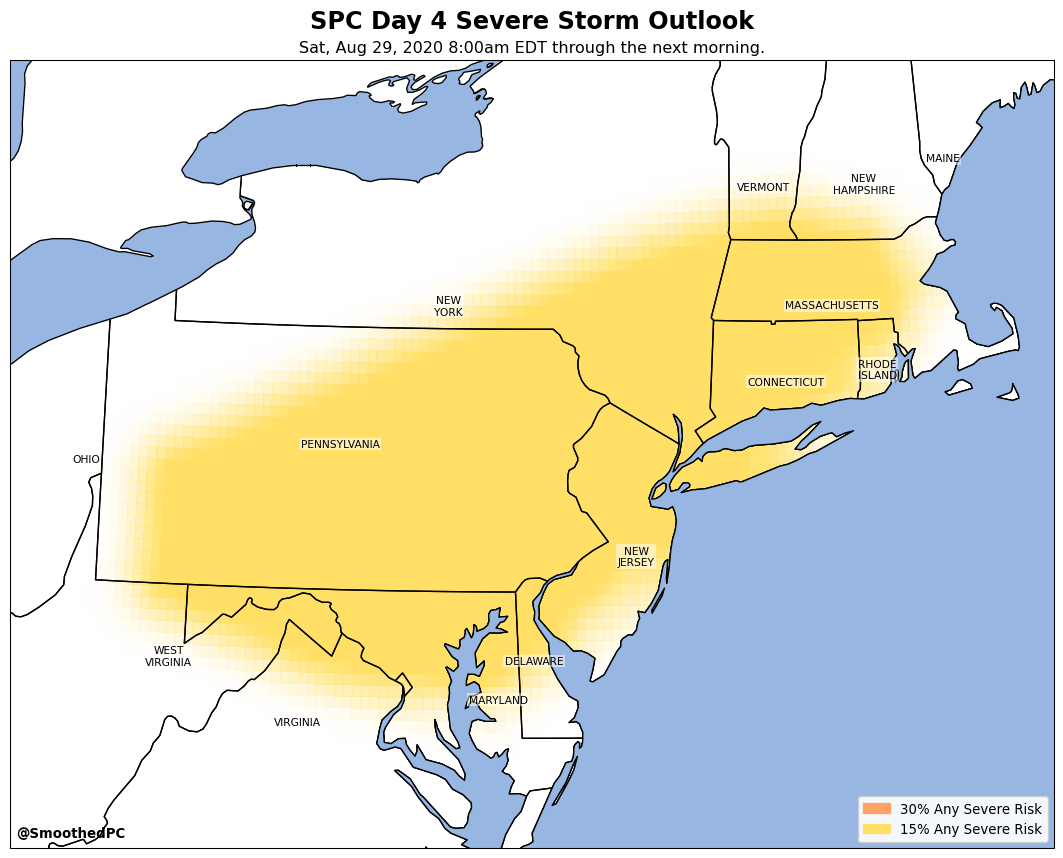 SPC Day 4 Severe Storm Outlook
Sat, Aug 29, 2020 8:00am EDT through the next morning.
MAINE
VERMONT
NEW
HAMPSHIRE
NEW
YORK
MASSACHUSETTS
RHODE
ISLAND
CONNECTICUT
PENNSYLVANIA
OHIO
NEW
JERSEY
WEST
VIRGINIA
DELAWARE
MARYLAND
VIRGINIA
30% Any Severe Risk
15% Any Severe Risk
@SmoothedPC